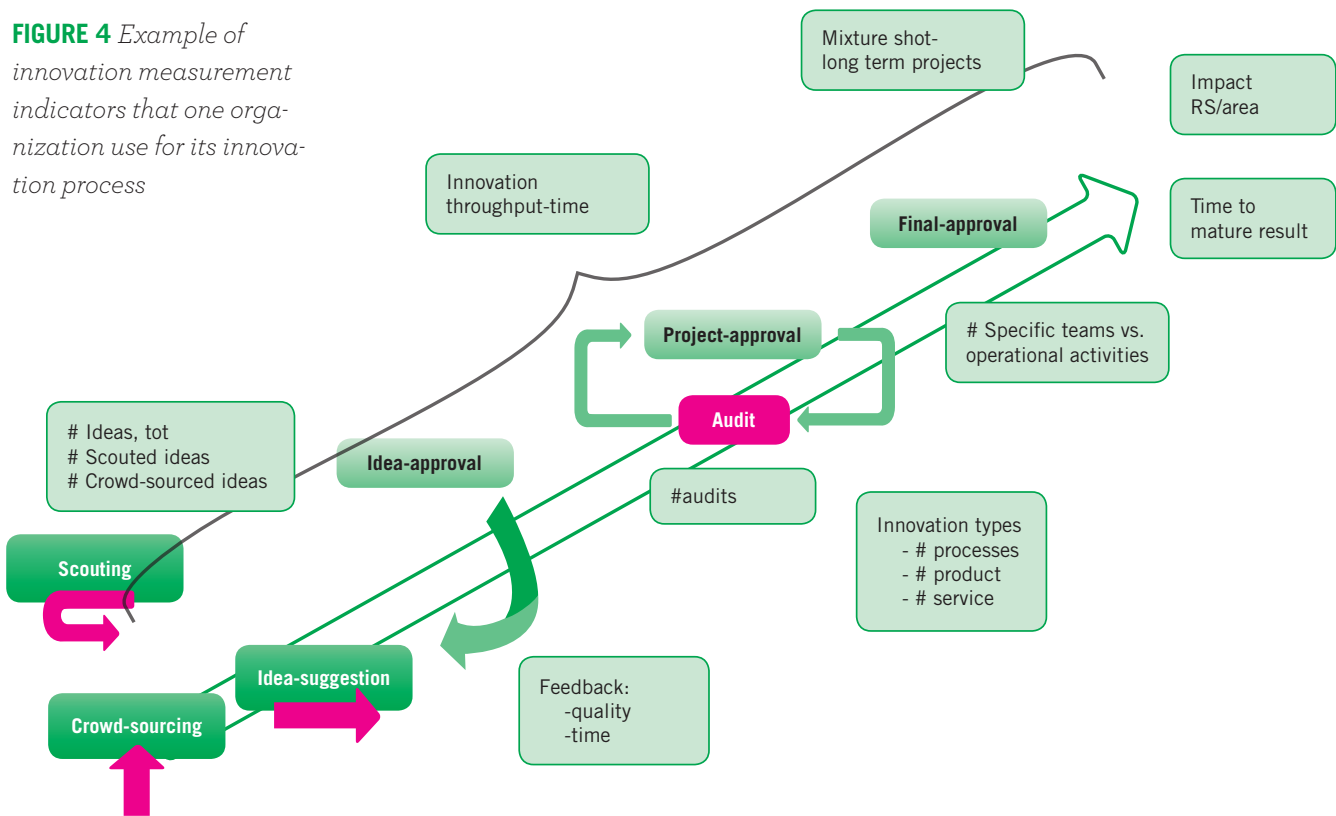 FIGURE 4 Example of
innovation measurement
indicators that one orga-
nization use for its innova-
tion process
Mixture shot-
long term projects
Impact
RS/area
Innovation
throughput-time
Time to
mature result
Final-approval
# Specific teams vs.
operational activities
Project-approval
Audit
# Ideas, tot
# Scouted ideas
# Crowd-sourced ideas
Idea-approval
#audits
Innovation types
- # processes
- # product
- # service
Scouting
Idea-suggestion
Feedback:
-quality
-time
Crowd-sourcing